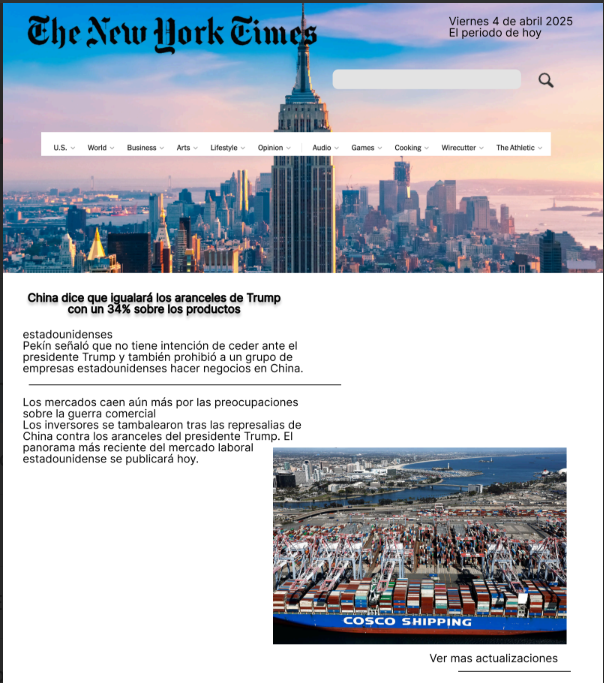 The New York Times
Viernes 4 de abril 2025
El periodo de hoy
U.S. World Business Arts Lifestyle Opinion Audio Games Cooking Wirecutter The Athletic
China dice que igualará los aranceles de Trump
con un 34% sobre los productos
estadounidenses
Pekín señaló que no tiene intención de ceder ante el
presidente Trump y también prohibió a un grupo de
empresas estadounidenses hacer negocios en China.
Los mercados caen aún más por las preocupaciones
sobre la guerra comercial
Los inversores se tambalearon tras las represalias de
China contra los aranceles del presidente Trump. El
panorama más reciente del mercado laboral
estadounidense se publicará hoy.
COSCO SHIPPING
Ver mas actualizaciones